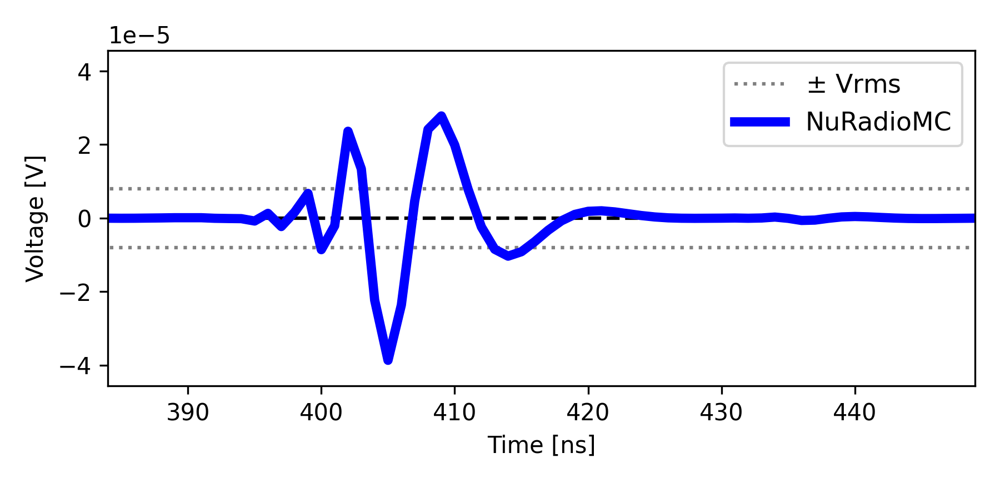 1e−5
4
2
0
−2
−4
Voltage [V]
± Vrms
NuRadioMC
390 400 410 420 430 440
Time [ns]